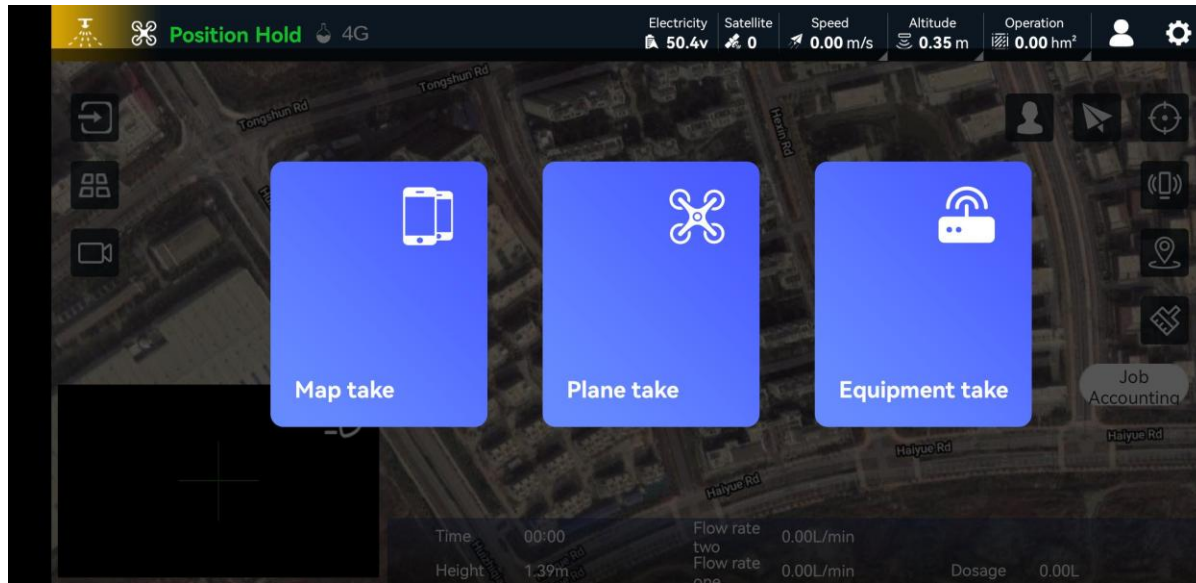 Position Hold 4G
Electricity
50.4v
Satellite
0
Speed
0.00 m/s
Altitude
0.35 m
Operation
0.00 hm²
Tongshun Rd
Tongshun Rd
Hexin Rd
Map take
Plane take
Equipment take
Job
Accounting
Haiyue Rd
Haiyue Rd
Haiyue Rd
Time 00:00
Flow rate
two
0.00L/min
Height 1.39m
Flow rate
one
0.00L/min
Dosage 0.00L